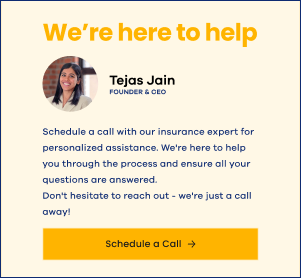 We're here to help
Tejas Jain
FOUNDER & CEO
Schedule a call with our insurance expert for
personalized assistance. We're here to help
you through the process and ensure all your
questions are answered.
Don't hesitate to reach out - we're just a call
away!
Schedule a Call →